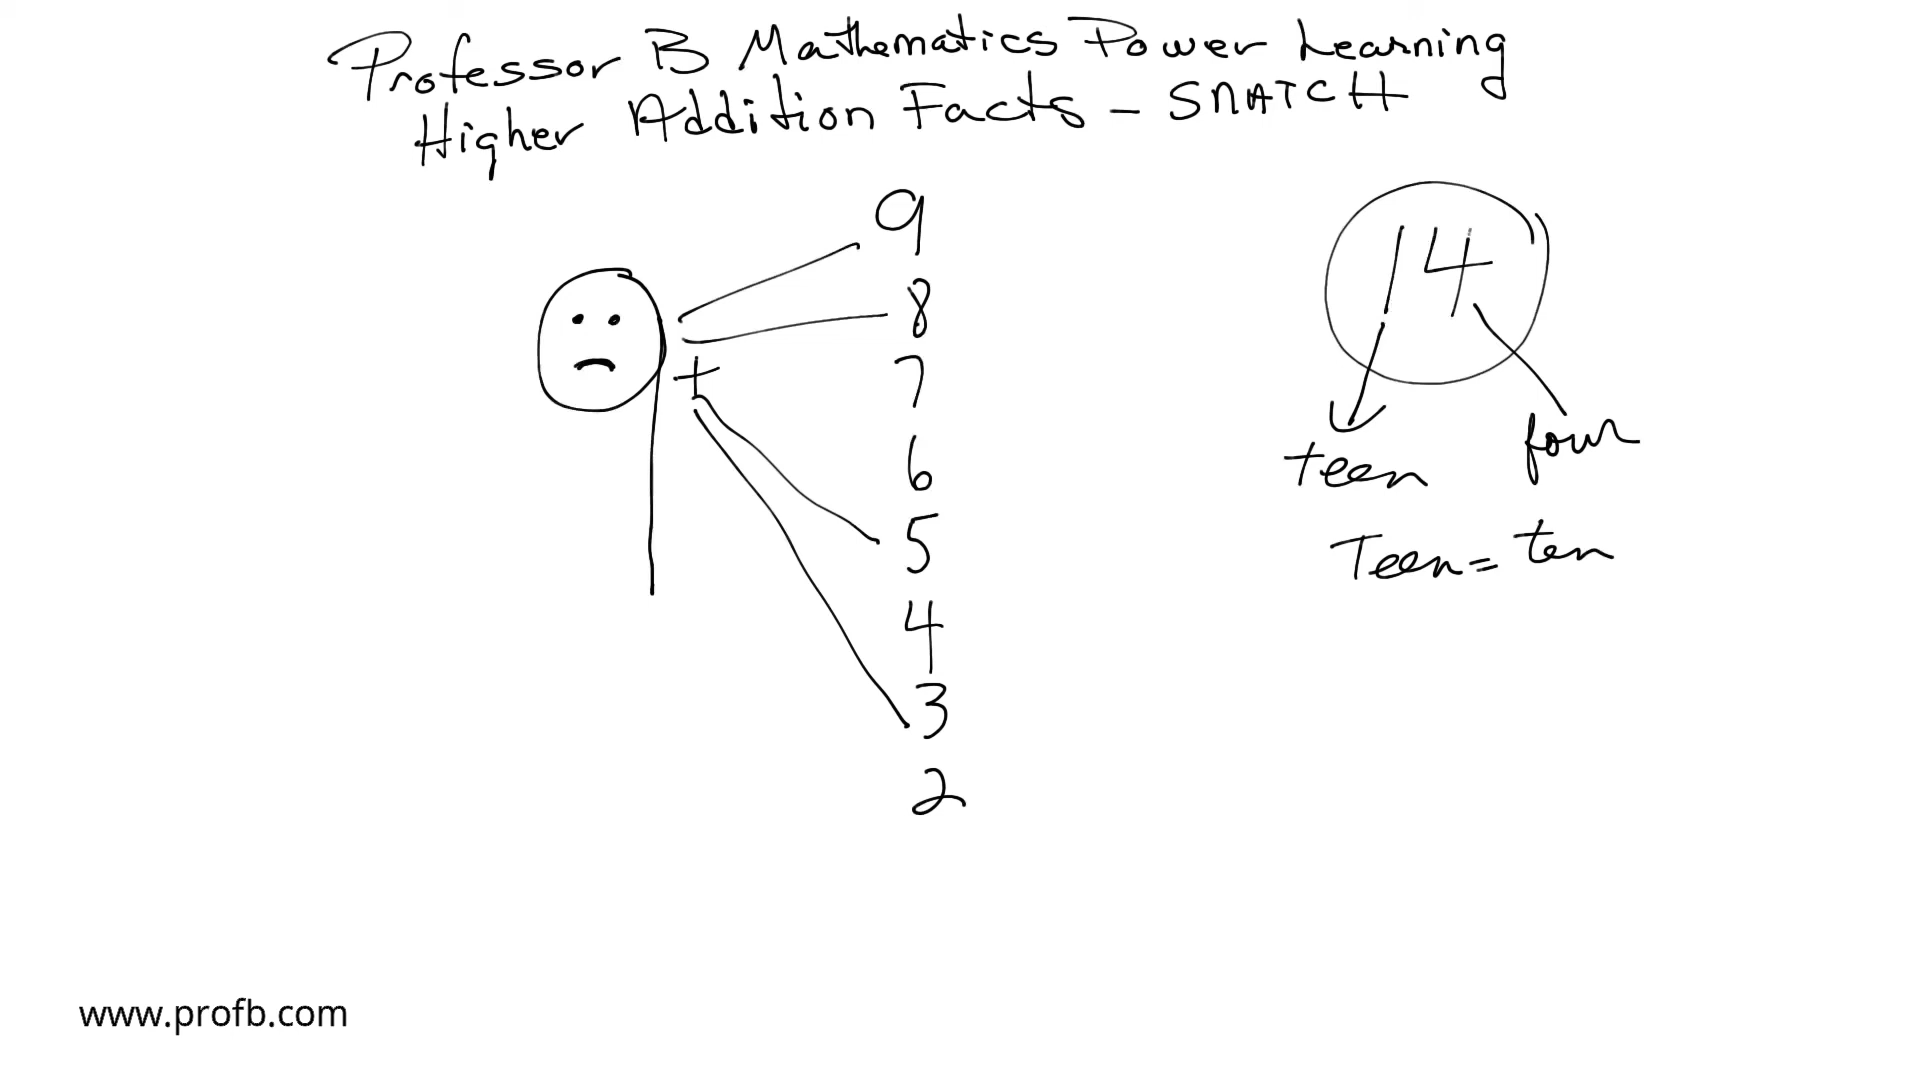 Professor B Mathematics Power Learning
Higher Addition Facts - SNATCH
9
8
+
7
6
5
4
3
2
14
teen four
Teen = ten
www.profb.com